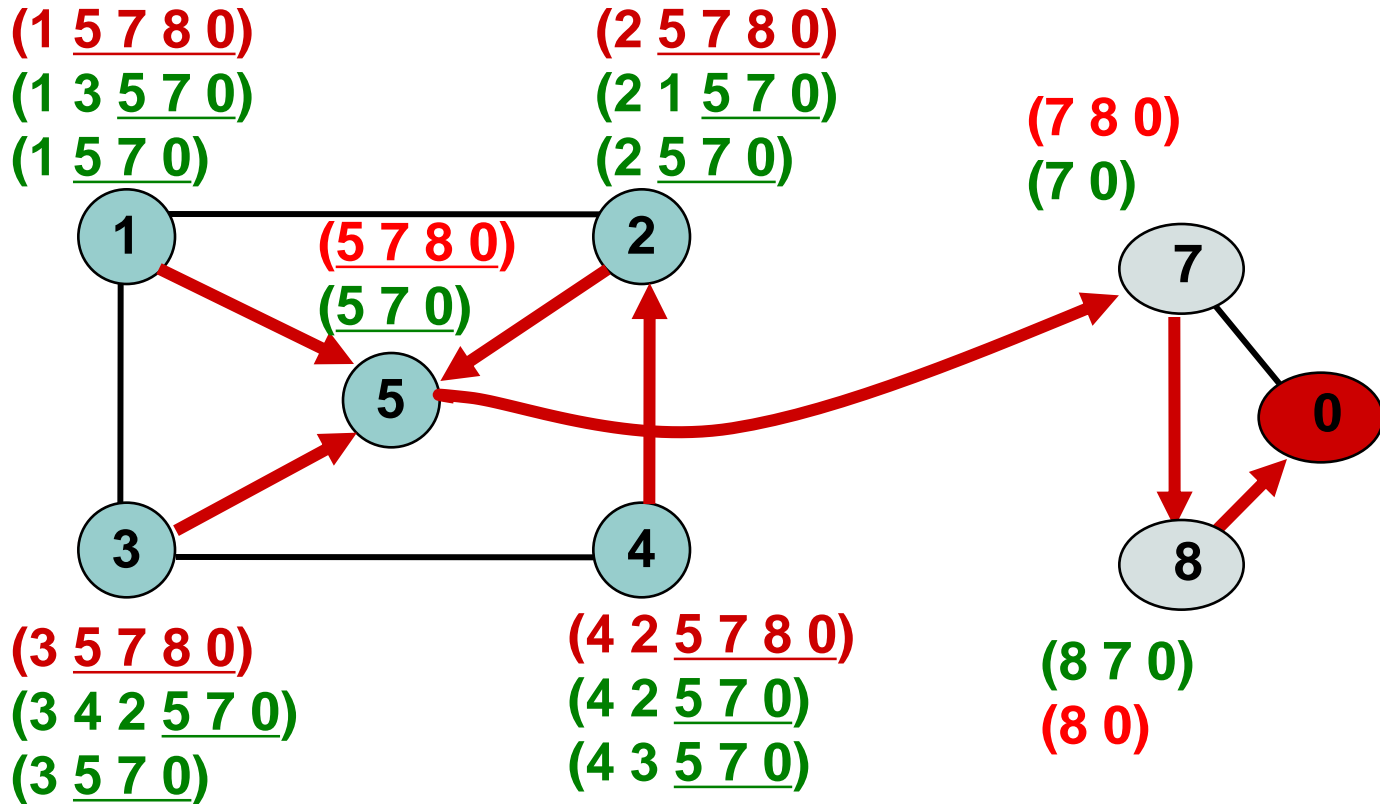 (1 5 7 8 0)
(1 3 5 7 0)
(1 5 7 0)
(2 5 7 8 0)
(2 1 5 7 0)
(2 5 7 0)
(7 8 0)
(7 0)
1
(5 7 8 0)
(5 7 0)
2
7
5
0
3
4
8
(3 5 7 8 0)
(3 4 2 5 7 0)
(3 5 7 0)
(4 2 5 7 8 0)
(4 2 5 7 0)
(4 3 5 7 0)
(8 7 0)
(8 0)